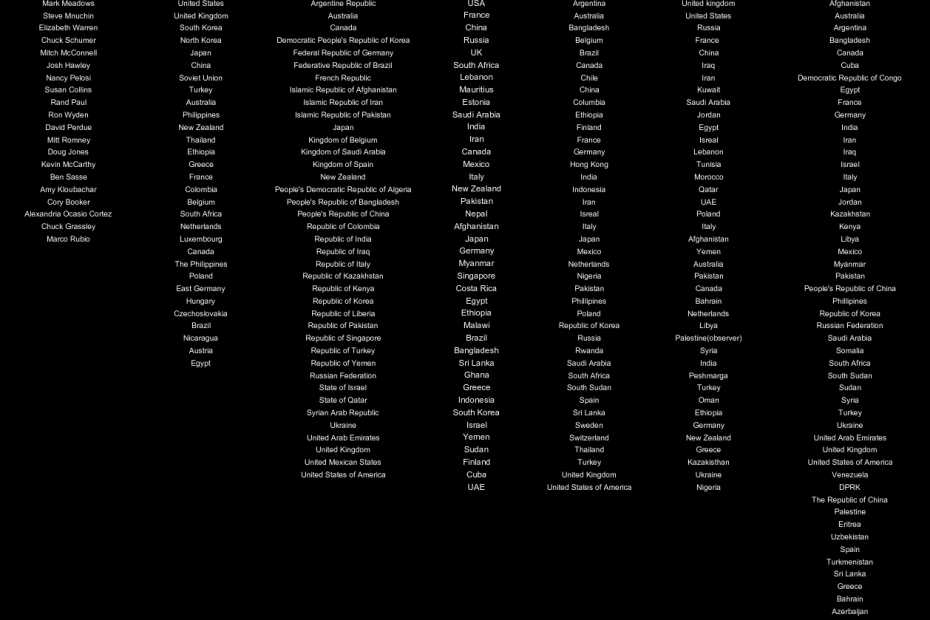 Mark Meadows
Steve Mnuchin
Elizabeth Warren
Chuck Schumer
Mitch McConnell
Josh Hawley
Nancy Pelosi
Susan Collins
Rand Paul
Ron Wyden
David Perdue
Mitt Romney
Doug Jones
Kevin McCarthy
Ben Sasse
Amy Kloubachar
Cory Booker
Alexandria Ocasio Cortez
Chuck Grassley
Marco Rubio
United States
United Kingdom
South Korea
North Korea
Japan
China
Soviet Union
Turkey
Australia
Philippines
New Zealand
Thailand
Ethiopia
Greece
France
Colombia
Belgium
South Africa
Netherlands
Luxembourg
Canada
The Philippines
Poland
East Germany
Hungary
Czechoslovakia
Brazil
Nicaragua
Austria
Egypt
Argentine Republic
Australia
Canada
Democratic People's Republic of Korea
Federal Republic of Germany
Federative Republic of Brazil
French Republic
Islamic Republic of Afghanistan
Islamic Republic of Iran
Islamic Republic of Pakistan
Japan
Kingdom of Belgium
Kingdom of Saudi Arabia
Kingdom of Spain
New Zealand
People's Democratic Republic of Algeria
People's Republic of Bangladesh
People's Republic of China
Republic of Colombia
Republic of India
Republic of Iraq
Republic of Italy
Republic of Kazakhstan
Republic of Kenya
Republic of Korea
Republic of Liberia
Republic of Pakistan
Republic of Singapore
Republic of Turkey
Republic of Yemen
Russian Federation
State of Israel
State of Qatar
Syrian Arab Republic
Ukraine
United Arab Emirates
United Kingdom
United Mexican States
United States of America
USA
France
China
Russia
UK
South Africa
Lebanon
Mauritius
Estonia
Saudi Arabia
India
Iran
Canada
Mexico
Italy
New Zealand
Pakistan
Nepal
Afghanistan
Japan
Germany
Myanmar
Singapore
Costa Rica
Egypt
Ethiopia
Malawi
Brazil
Bangladesh
Sri Lanka
Ghana
Greece
Indonesia
South Korea
Israel
Yemen
Sudan
Finland
Cuba
UAE
Argentina
Australia
Bangladesh
Belgium
Brazil
Canada
Chile
China
Columbia
Ethiopia
Finland
France
Germany
Hong Kong
India
Indonesia
Iran
Isreal
Italy
Japan
Mexico
Netherlands
Nigeria
Pakistan
Phillipines
Poland
Republic of Korea
Russia
Rwanda
Saudi Arabia
South Africa
South Sudan
Spain
Sri Lanka
Sweden
Switzerland
Thailand
Turkey
United Kingdom
United States of America
United kingdom
United States
Russia
France
China
Iraq
Iran
Kuwait
Saudi Arabia
Jordan
Egypt
Isreal
Lebanon
Tunisia
Morocco
Qatar
UAE
Poland
Italy
Afghanistan
Yemen
Australia
Pakistan
Canada
Bahrain
Netherlands
Libya
Palestine(observer)
Syria
India
Peshmarga
Turkey
Oman
Ethiopia
Germany
New Zealand
Greece
Kazakisthan
Ukraine
Nigeria
Afghanistan
Australia
Argentina
Bangladesh
Canada
Cuba
Democratic Republic of Congo
Egypt
France
Germany
India
Iran
Iraq
Israel
Italy
Japan
Jordan
Kazakhstan
Kenya
Libya
Mexico
Myanmar
Pakistan
People's Republic of China
Phillipines
Republic of Korea
Russian Federation
Saudi Arabia
Somalia
South Africa
South Sudan
Sudan
Syria
Turkey
Ukraine
United Arab Emirates
United Kingdom
United States of America
Venezuela
DPRK
The Republic of China
Palestine
Eritrea
Uzbekistan
Spain
Turkmenistan
Sri Lanka
Greece
Bahrain
Azerbaijan